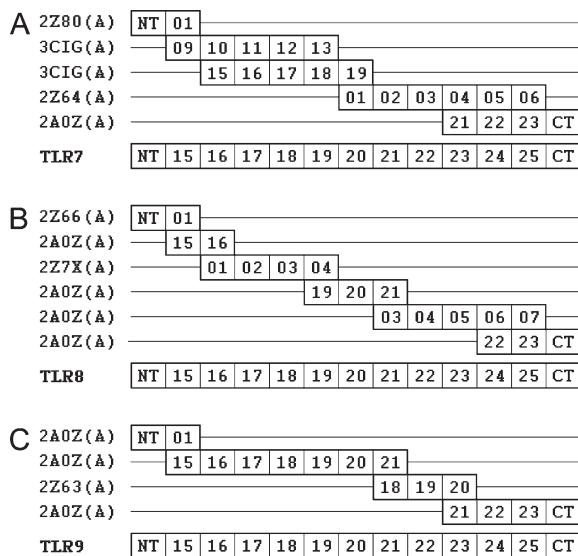 A
2Z80(A) NT 01
3CIG(A) 09 10 11 12 13
3CIG(A) 15 16 17 18 19
2Z64(A) 01 02 03 04 05 06
2A0Z(A) 21 22 23 CT
TLR7 NT 15 16 17 18 19 20 21 22 23 24 25 CT
B
2Z66(A) NT 01
2A0Z(A) 15 16
2Z7X(A) 01 02 03 04
2A0Z(A) 19 20 21
2A0Z(A) 03 04 05 06 07
2A0Z(A) 22 23 CT
TLR8 NT 15 16 17 18 19 20 21 22 23 24 25 CT
C
2A0Z(A) NT 01
2A0Z(A) 15 16 17 18 19 20 21
2Z63(A) 18 19 20
2A0Z(A) 21 22 23 CT
TLR9 NT 15 16 17 18 19 20 21 22 23 24 25 CT